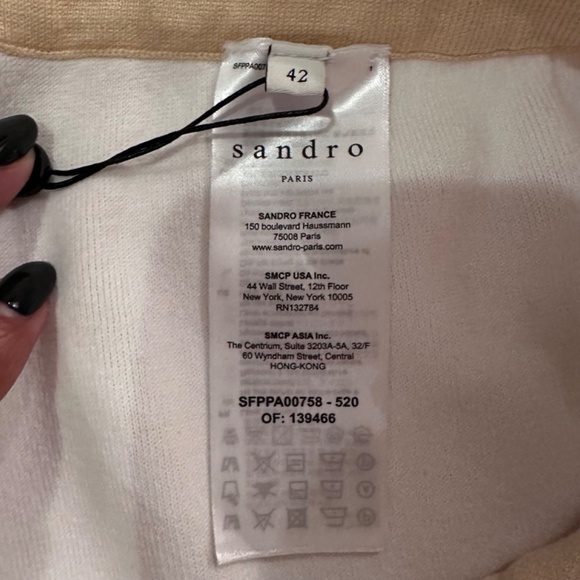 SFPPA007
42
sandro
PARIS
SANDRO FRANCE
150 boulevard Haussmann
75008 Paris
www.sandro-paris.com
SMCP USA Inc.
44 Wall Street, 12th Floor
New York, New York 10005
RN132784
SMCP ASIA Inc.
The Centrium, Suite 3203A-5A, 32/F
60 Wyndham Street, Central
HONG-KONG
SFPPA00758 - 520
OF: 139466